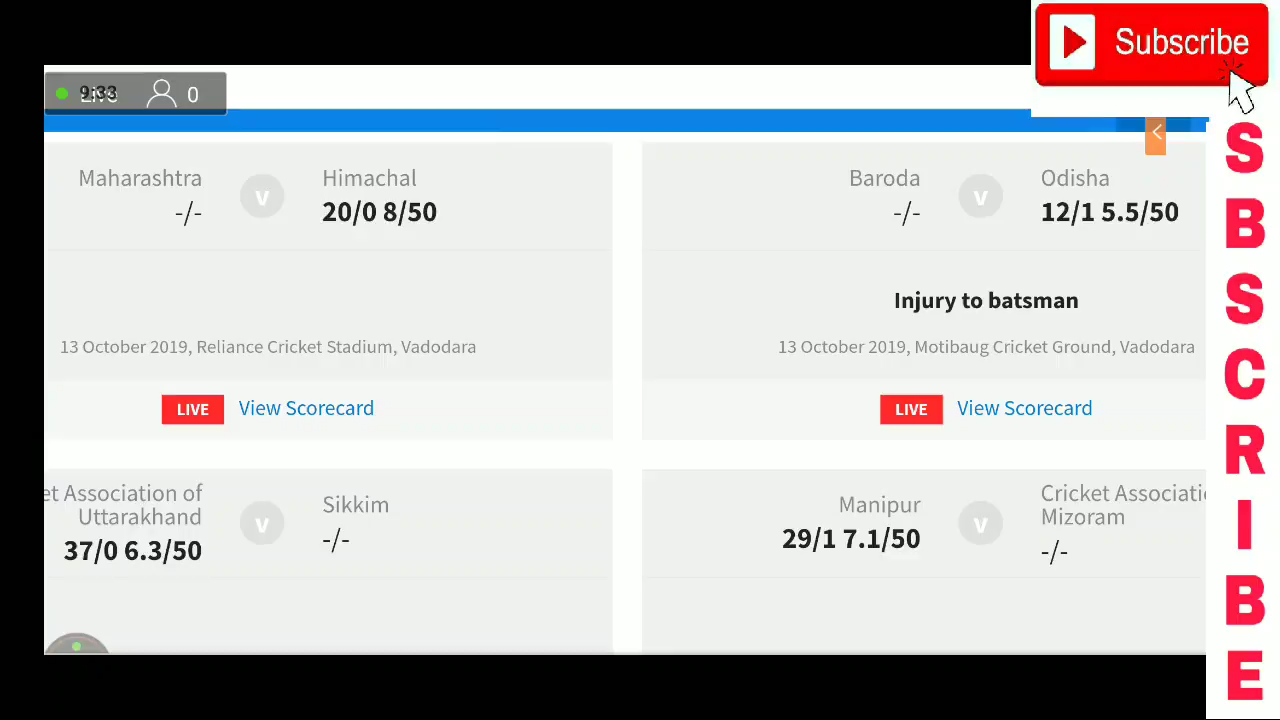 Subscribe
9:33
Live 0
Maharashtra
-/-
v
Himachal
20/0 8/50
13 October 2019, Reliance Cricket Stadium, Vadodara
LIVE View Scorecard
Baroda
-/-
v
Odisha
12/1 5.5/50
Injury to batsman
13 October 2019, Motibaug Cricket Ground, Vadodara
LIVE View Scorecard
et Association of
Uttarakhand
37/0 6.3/50
v
Sikkim
-/-
Manipur
29/1 7.1/50
v
Cricket Associati
Mizoram
-/-
S
B
S
C
R
I
B
E